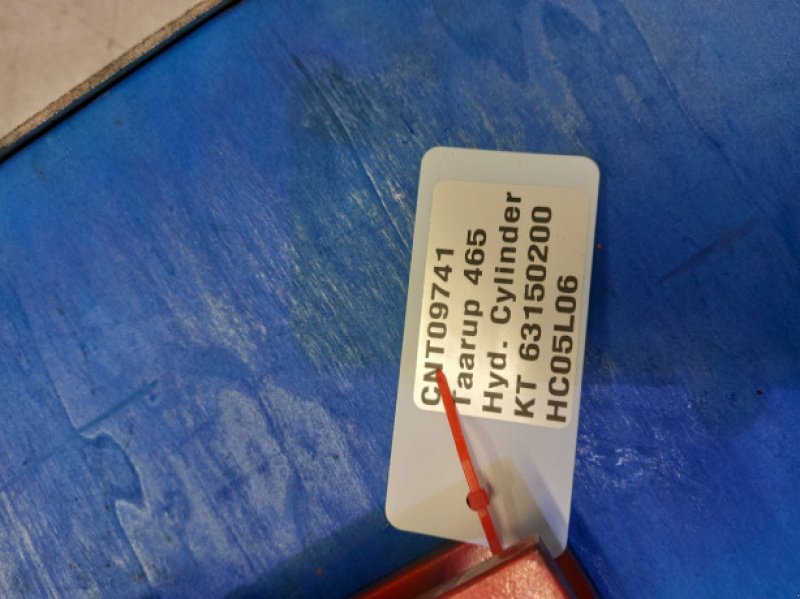 CNT09741
Taarup 465
Hyd. Cylinder
KT 63150200
HC05L06